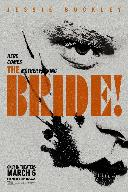 JESSIE BUCKLEY
HERE
COMES
THE
BRIDE!
ONLY IN THEATERS
MARCH 6